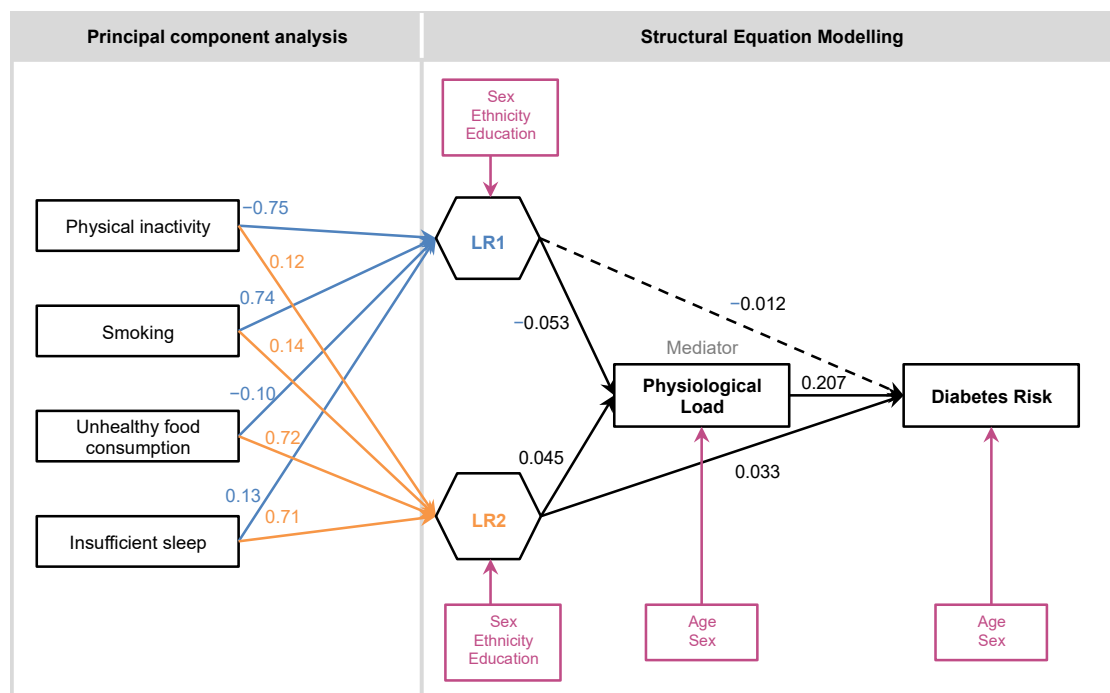 Principal component analysis
Structural Equation Modelling
Sex
Ethnicity
Education
Physical inactivity
−0.75
0.12
LR1
Smoking
0.74
0.14
−0.053
−0.012
Mediator
Physiological
Load
0.207
Diabetes Risk
Unhealthy food
consumption
−0.10
0.72
0.045
0.033
Insufficient sleep
0.13
0.71
LR2
Sex
Ethnicity
Education
Age
Sex
Age
Sex